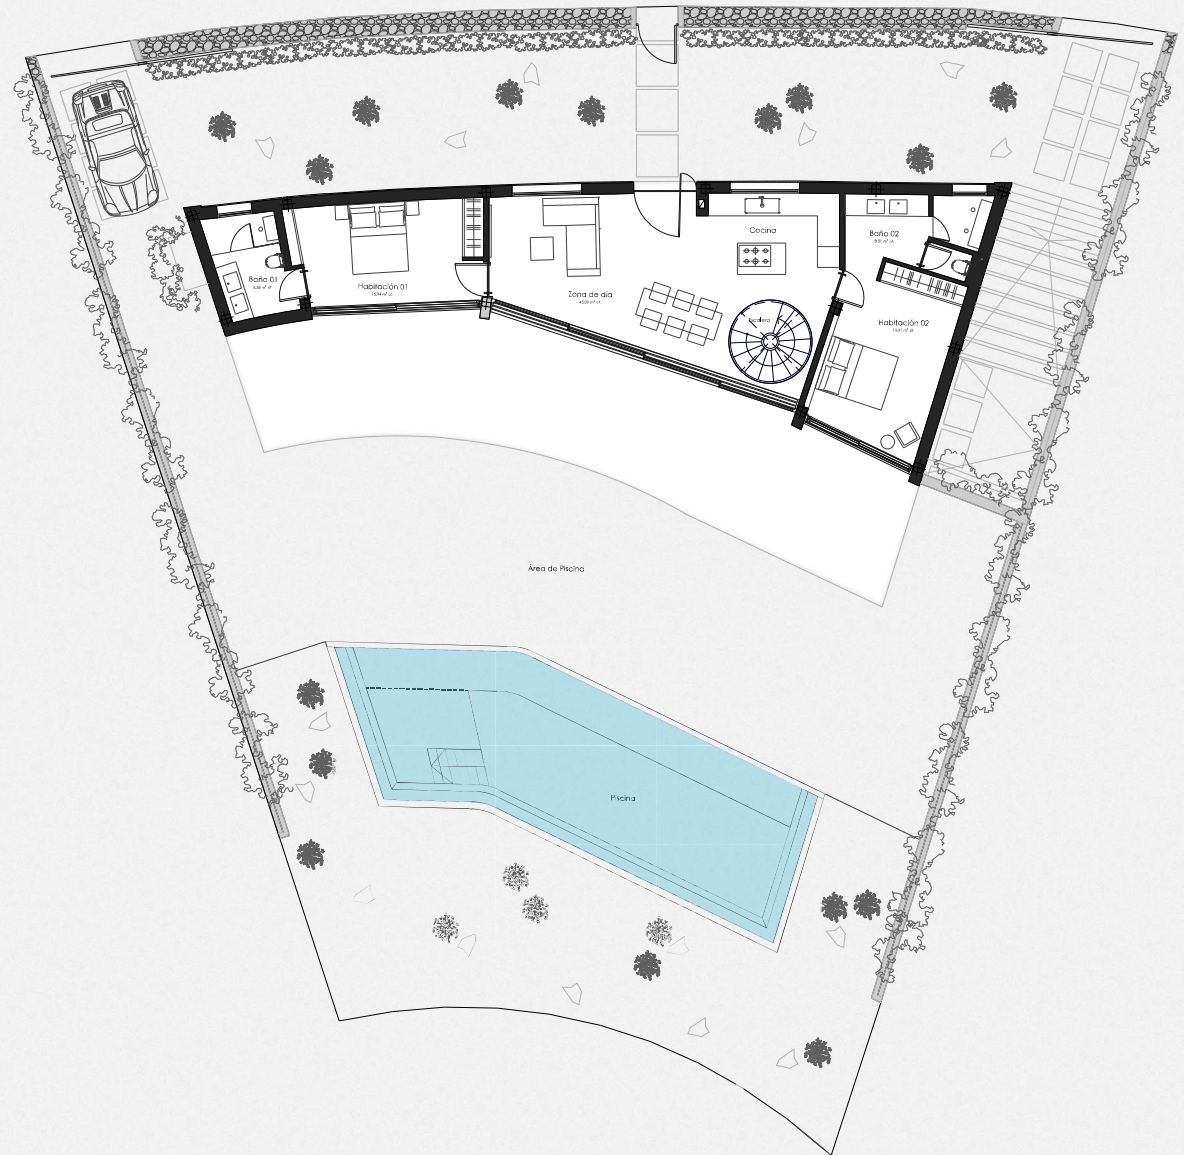 Cocina
Baño 02
Baño 01
Habitación 01
Zona de día
Escalera
Habitación 02
Área de Piscina
Piscina